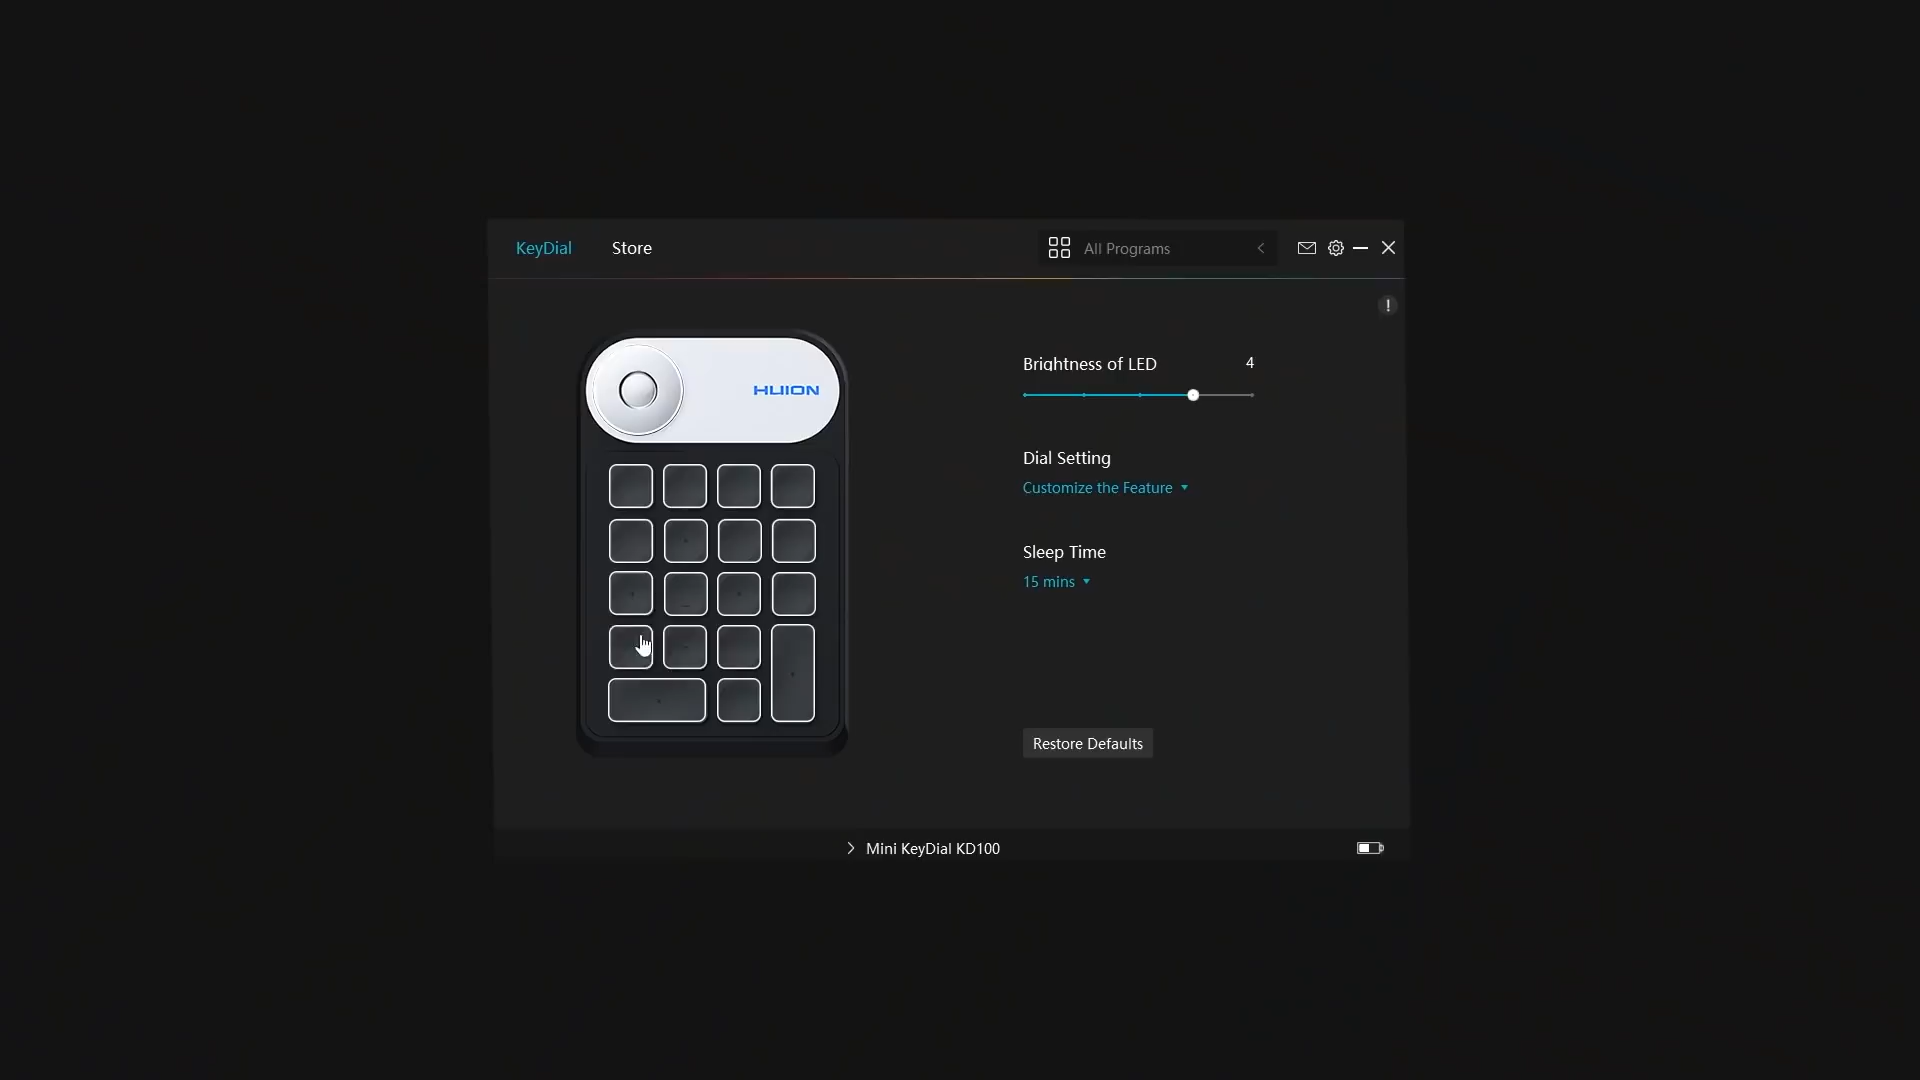 KeyDial
Store
All Programs
!
HUION
Brightness of LED 4
Dial Setting
Customize the Feature
Sleep Time
15 mins
Restore Defaults
Mini KeyDial KD100